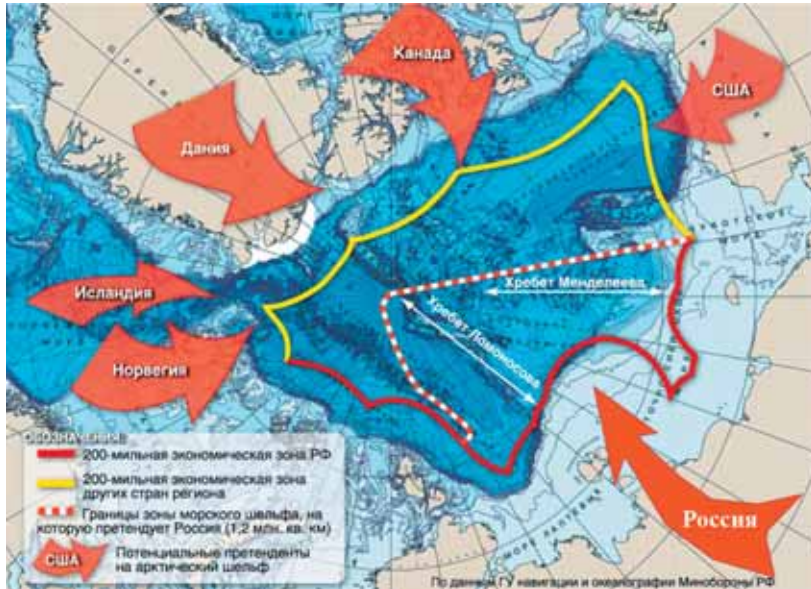 Канада
США
Дания
Исландия
Норвегия
Хребет Менделеева
Хребет Ломоносова
Россия
МОРЕ ЛАПТЕВЫХ
ОБОЗНАЧЕНИЯ:
200-мильная экономическая зона РФ
200-мильная экономическая зона
других стран региона
Границы зоны морского шельфа, на
которую претендует Россия (1,2 млн. кв. км)
США
Потенциальные претенденты
на арктический шельф
По данным ГУ навигации и океанографии Минобороны РФ